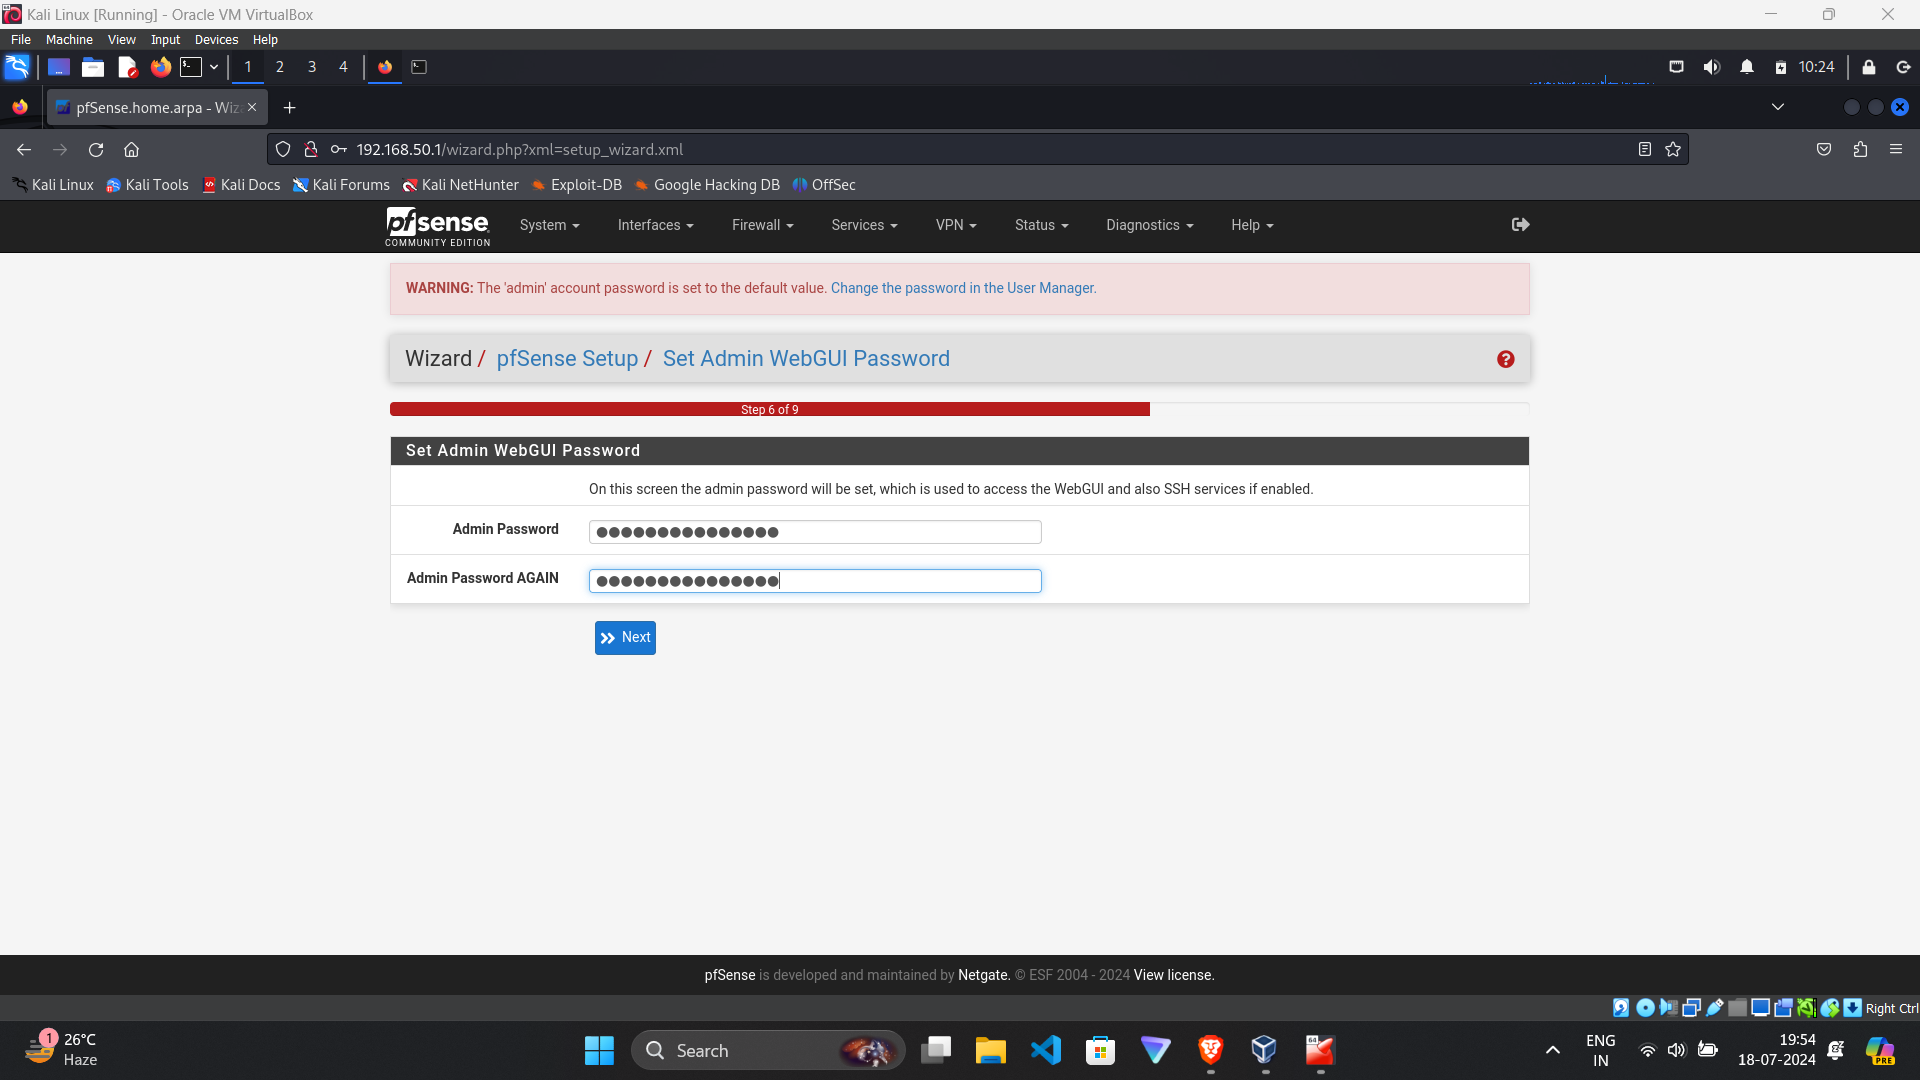 Kali Linux [Running] - Oracle VM VirtualBox
File Machine View Input Devices Help
1 2 3 4 10:24
pfSense.home.arpa - Wiz
192.168.50.1/wizard.php?xml=setup_wizard.xml
Kali Linux Kali Tools Kali Docs Kali Forums Kali NetHunter Exploit-DB Google Hacking DB OffSec
pfsense System Interfaces Firewall Services VPN Status Diagnostics Help
COMMUNITY EDITION
WARNING: The 'admin' account password is set to the default value. Change the password in the User Manager.
Wizard / pfSense Setup / Set Admin WebGUI Password
Step 6 of 9
Set Admin WebGUI Password
On this screen the admin password will be set, which is used to access the WebGUI and also SSH services if enabled.
Admin Password
Admin Password AGAIN
Next
pfSense is developed and maintained by Netgate. © ESF 2004 - 2024 View license.
Right Ctrl
1 26°C
Haze
Search
64
ENG
IN
19:54
18-07-2024
PRE